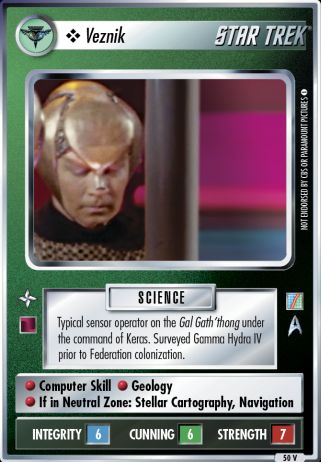 ❖ Veznik
STAR TREK®
NOT ENDORSED BY CBS OR PARAMOUNT PICTURES
SCIENCE
Typical sensor operator on the Gal Gath'thong under
the command of Keras. Surveyed Gamma Hydra IV
prior to Federation colonization.
Computer Skill Geology
If in Neutral Zone: Stellar Cartography, Navigation
INTEGRITY 6 CUNNING 6 STRENGTH 7
50 V